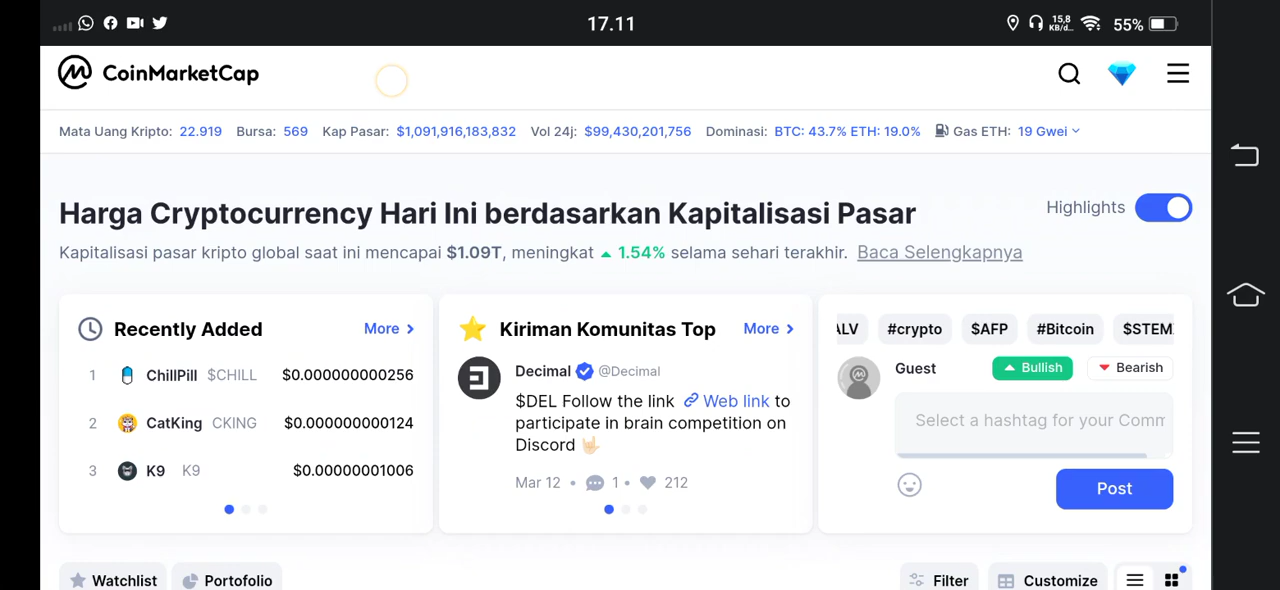 17.11 15,8 KB/d... 55%
CoinMarketCap
Mata Uang Kripto: 22.919 Bursa: 569 Kap Pasar: $1,091,916,183,832 Vol 24j: $99,430,201,756 Dominasi: BTC: 43.7% ETH: 19.0% Gas ETH: 19 Gwei
Harga Cryptocurrency Hari Ini berdasarkan Kapitalisasi Pasar
Highlights
Kapitalisasi pasar kripto global saat ini mencapai $1.09T, meningkat 1.54% selama sehari terakhir. Baca Selengkapnya
Recently Added More
1 ChillPill $CHILL $0.000000000256
2 CatKing CKING $0.000000000124
3 K9 K9 $0.00000001006
Kiriman Komunitas Top More
Decimal @Decimal
$DEL Follow the link Web link to
participate in brain competition on
Discord 🤟🏻
Mar 12 • 1 • 212
ALV #crypto $AFP #Bitcoin $STEM
Guest Bullish Bearish
Select a hashtag for your Comm
Post
Watchlist Portofolio Filter Customize